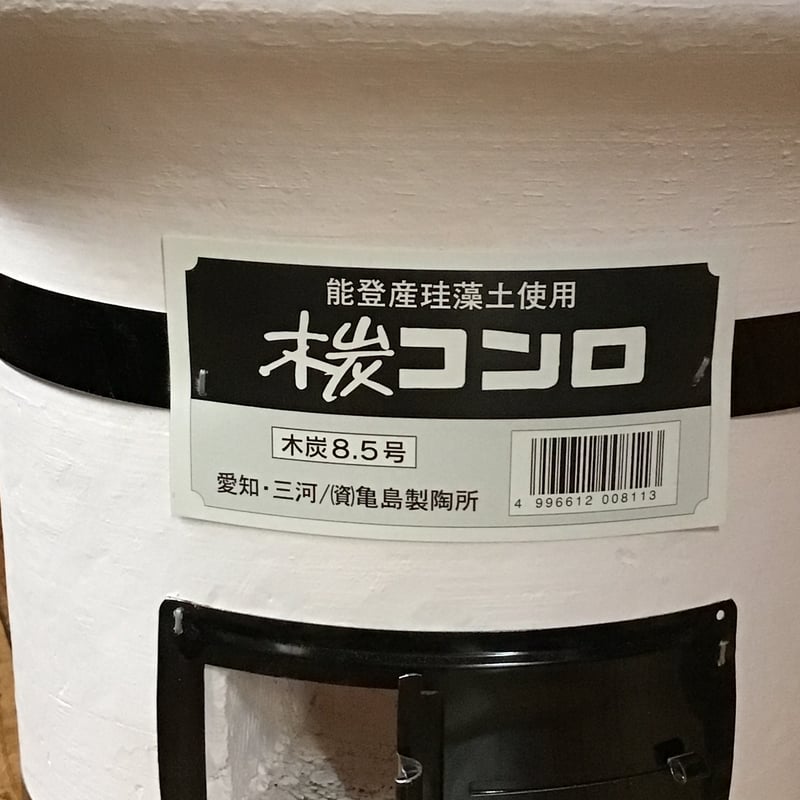 能登産珪藻土使用
木炭コンロ
木炭8.5号
愛知・三河/㈾亀島製陶所
4 996612 008113